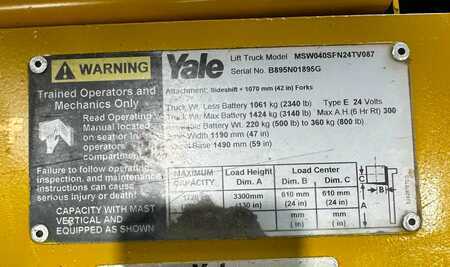 WARNING
Trained Operators and
Mechanics Only
Read Operating
Manual located
on seat or in
operators
compartment
Failure to follow operating
inspection, and maintenance
instructions can cause
serious injury or death!
CAPACITY WITH MAST
VERTICAL AND
EQUIPPED AS SHOWN
Yale
Lift Truck Model MSW040SFN24TV087
Serial No. B895N01895G
Attachment: Sideshift + 1070 mm (42 in) Forks
Truck Wt. Less Battery 1061 kg (2340 lb) Type E 24 Volts
Truck Wt. Max Battery 1424 kg (3140 lb) Max A.H.(6 Hr Rt) 300
Battery Wt. 220 kg (500 lb) to 360 kg (800 lb)
Width 1190 mm (47 in)
Base 1490 mm (59 in)
MAXIMUM CAPACITY
Load Height Dim. A
Load Center
Dim. B Dim. C
3300mm (130 in)
610 mm (24 in)
610 mm (24 in)
mm mm
( in) ( in)
C
B
A
Yale